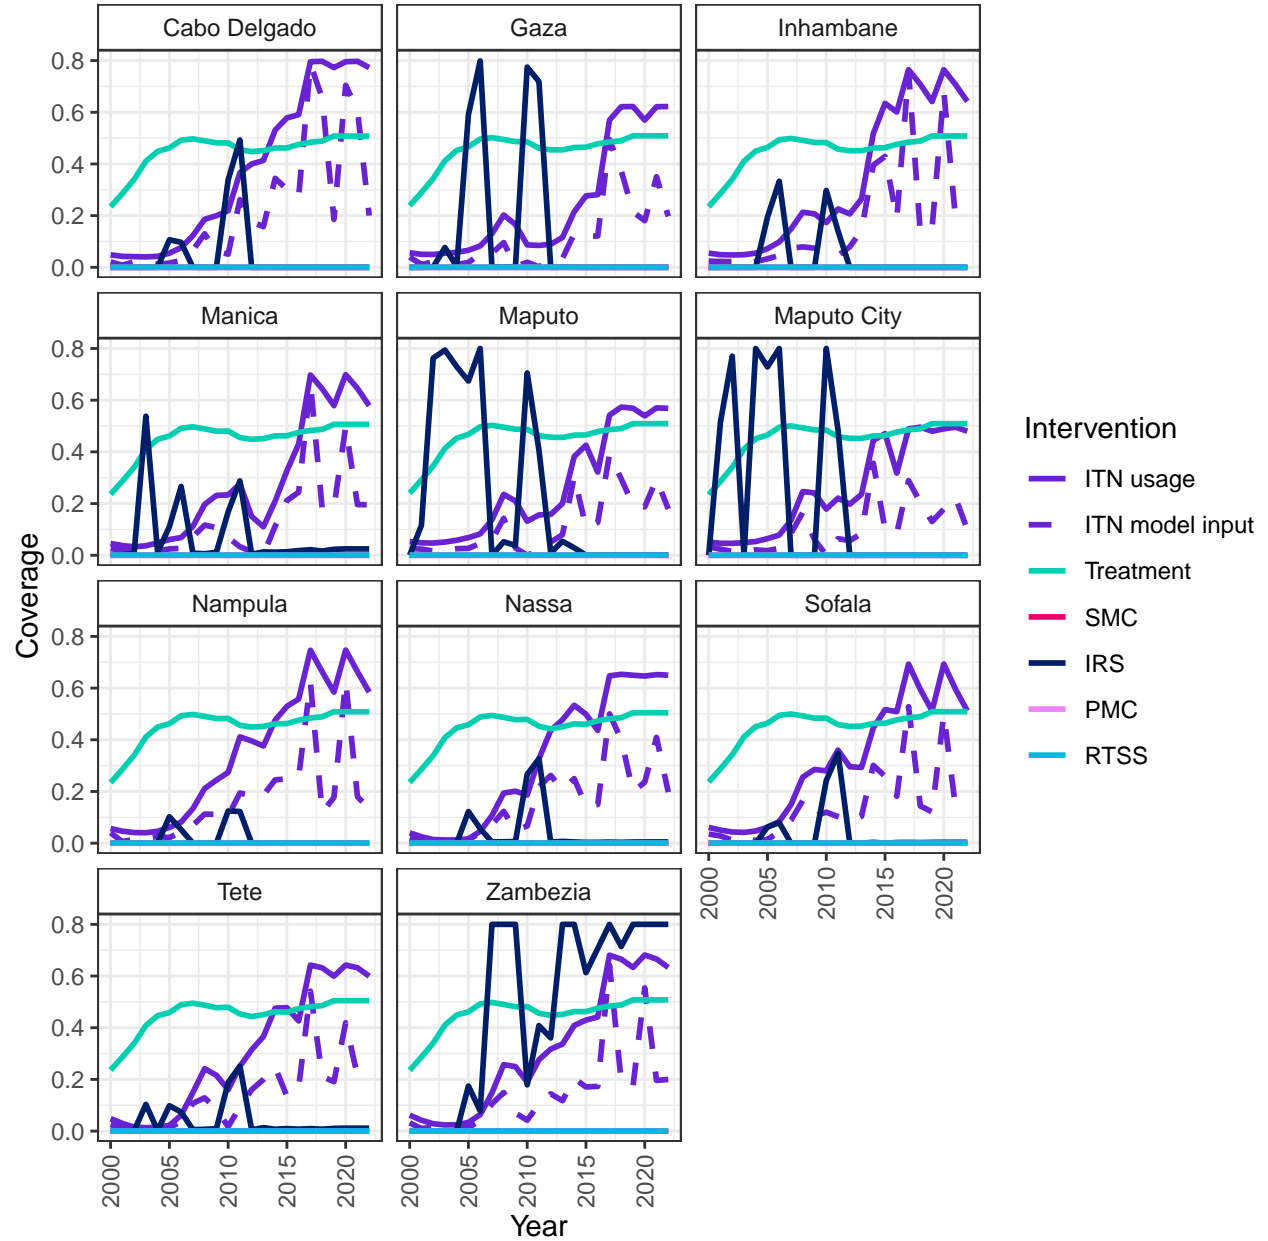 Cabo Delgado
Gaza
Inhambane
0.8
0.6
0.4
0.2
0.0
Manica
Maputo
Maputo City
0.8
0.6
0.4
0.2
0.0
Nampula
Nassa
Sofala
0.8
0.6
0.4
0.2
0.0
2000
2005
2010
2015
2020
Tete
Zambezia
0.8
0.6
0.4
0.2
0.0
2000
2005
2010
2015
2020
2000
2005
2010
2015
2020
Year
Coverage
Intervention
ITN usage
ITN model input
Treatment
SMC
IRS
PMC
RTSS